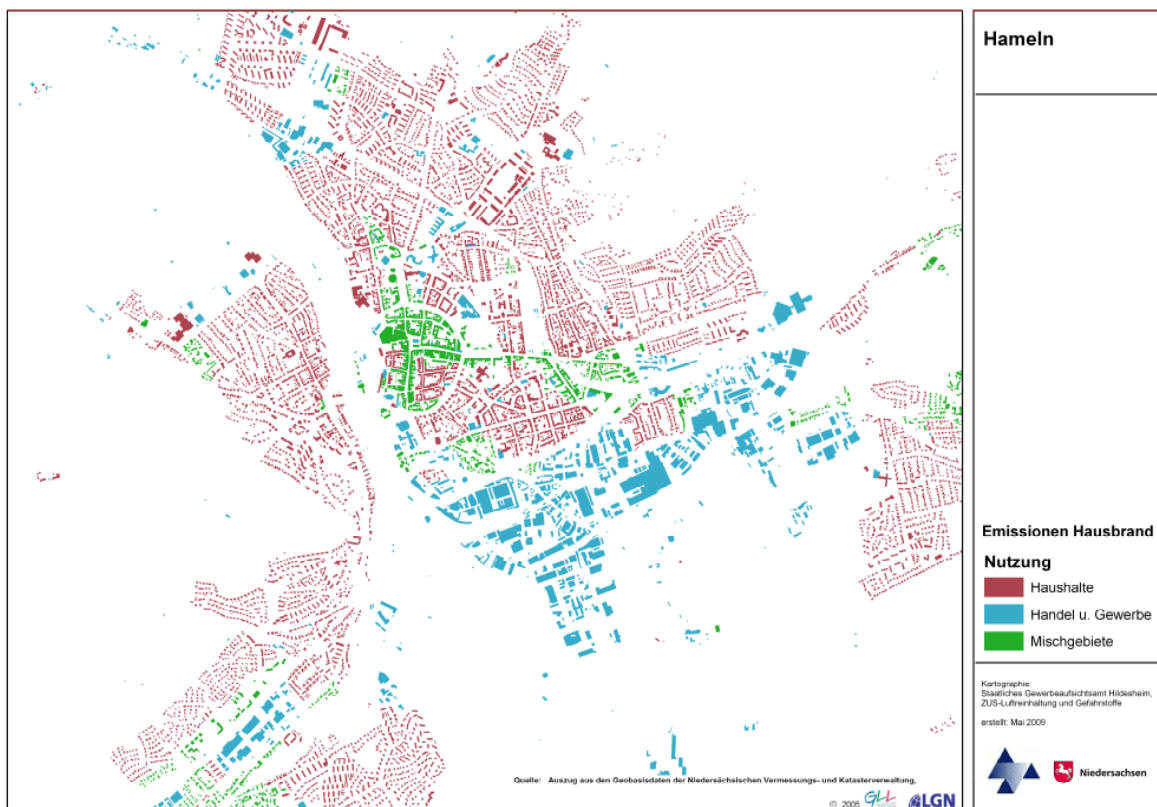 Hameln
Emissionen Hausbrand
Nutzung
Haushalte
Handel u. Gewerbe
Mischgebiete
Kartographie:
Staatliches Gewerbeaufsichtsamt Hildesheim,
ZUS-Luftreinhaltung und Gefahrstoffe
erstellt: Mai 2009
Niedersachsen
Quelle: Auszug aus den Geobasisdaten der Niedersächsischen Vermessungs- und Katasterverwaltung,
© 2005 GLL LGN